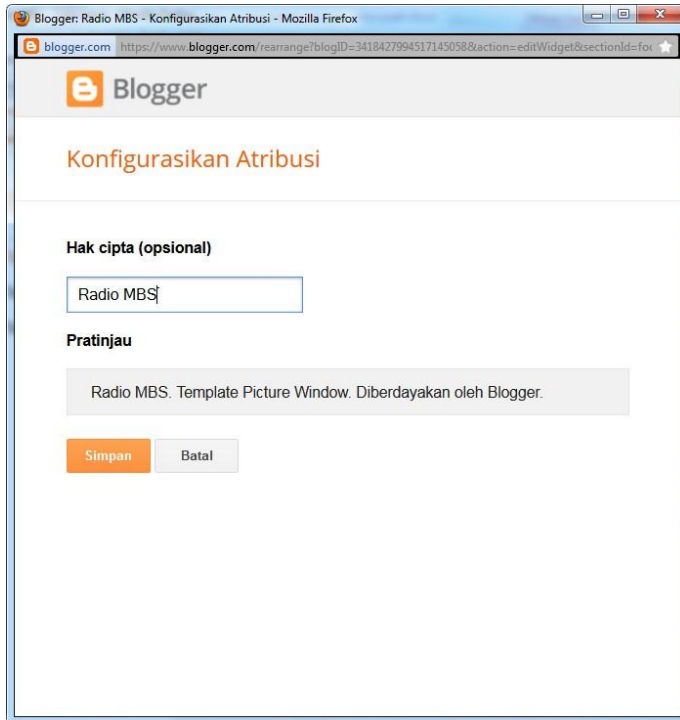 Blogger: Radio MBS - Konfigurasikan Atribusi - Mozilla Firefox
blogger.com https://www.blogger.com/rearrange?blogID=3418427994517145058&action=editWidget&sectionId=foo
Blogger
Konfigurasikan Atribusi
Hak cipta (opsional)
Radio MBS
Pratinjau
Radio MBS. Template Picture Window. Diberdayakan oleh Blogger.
Simpan Batal